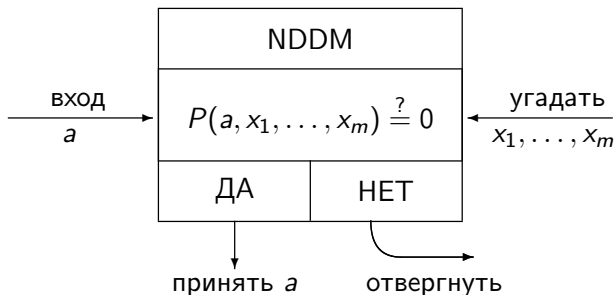 NDDM
вход
a
P(a, x₁, . . . , xₘ) ≟ 0
угадать
x₁, . . . , xₘ
ДА
НЕТ
принять a
отвергнуть